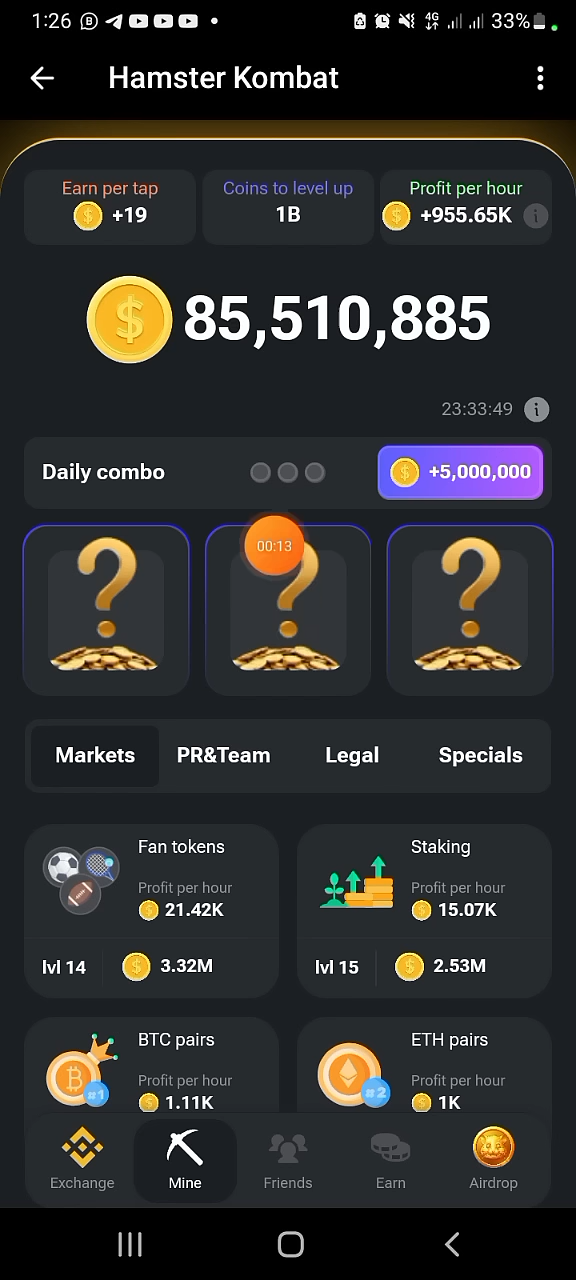 1:26 4G 33%
Hamster Kombat
Earn per tap Coins to level up Profit per hour
+19 1B +955.65K i
$ 85,510,885
23:33:49 i
Daily combo $ +5,000,000
00:13
Markets PR&Team Legal Specials
Fan tokens Staking
Profit per hour Profit per hour
$ 21.42K $ 15.07K
lvl 14 $ 3.32M lvl 15 $ 2.53M
BTC pairs ETH pairs
#1 #2
Profit per hour Profit per hour
$ 1.11K $ 1K
Exchange Mine Friends Earn Airdrop